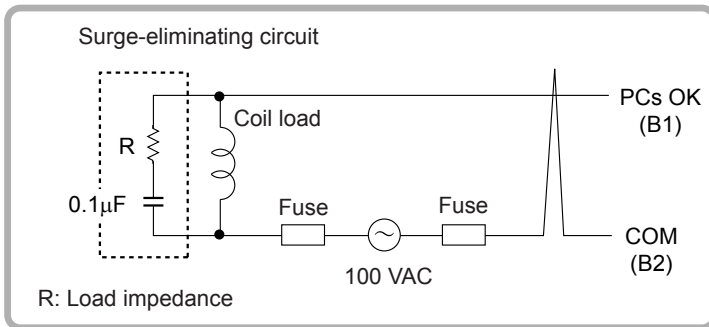 Surge-eliminating circuit
PCs OK
(B1)
Coil load
R
0.1μF
Fuse
Fuse
COM
(B2)
100 VAC
R: Load impedance